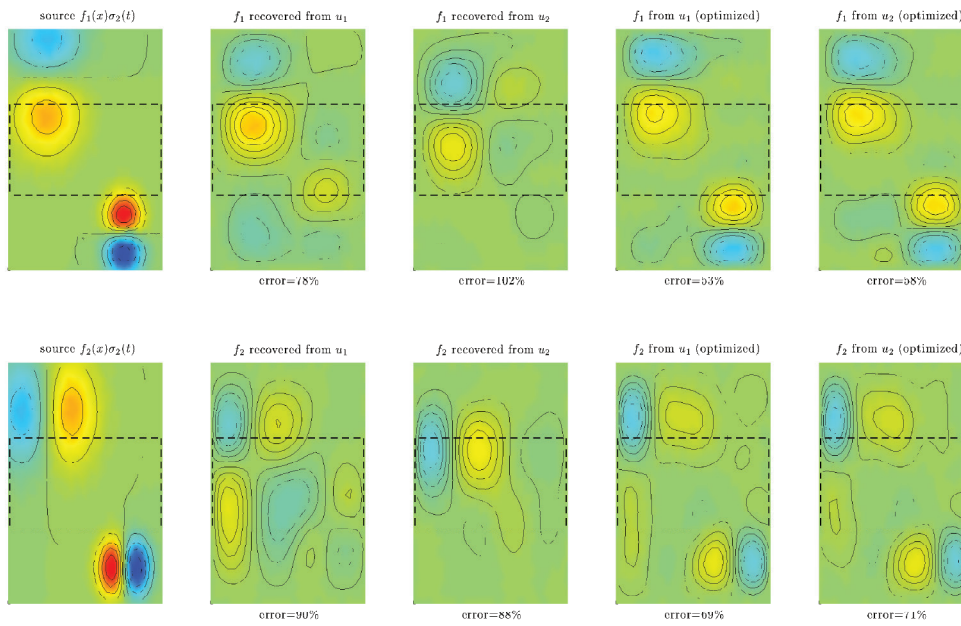 source f₁(x)σ₂(t)
f₁ recovered from u₁
f₁ recovered from u₂
f₁ from u₁ (optimized)
f₁ from u₂ (optimized)
error=78%
error=102%
error=53%
error=58%
source f₂(x)σ₂(t)
f₂ recovered from u₁
f₂ recovered from u₂
f₂ from u₁ (optimized)
f₂ from u₂ (optimized)
error=90%
error=88%
error=69%
error=71%